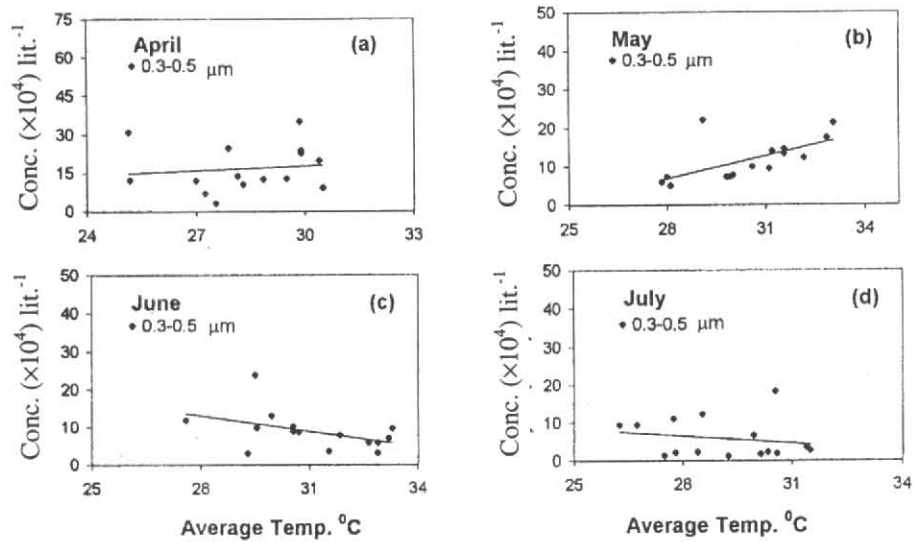 Conc. (×10⁴) lit.⁻¹
75
60
45
30
15
0
April
(a)
♦ 0.3-0.5 μm
24
27
30
33
Conc. (×10⁴) lit.⁻¹
50
40
30
20
10
0
May
(b)
♦ 0.3-0.5 μm
25
28
31
34
Conc. (×10⁴) lit.⁻¹
50
40
30
20
10
0
June
(c)
♦ 0.3-0.5 μm
25
28
31
34
Average Temp. ⁰C
Conc. (×10⁴) lit.⁻¹
50
40
30
20
10
0
July
(d)
♦ 0.3-0.5 μm
25
28
31
34
Average Temp. ⁰C